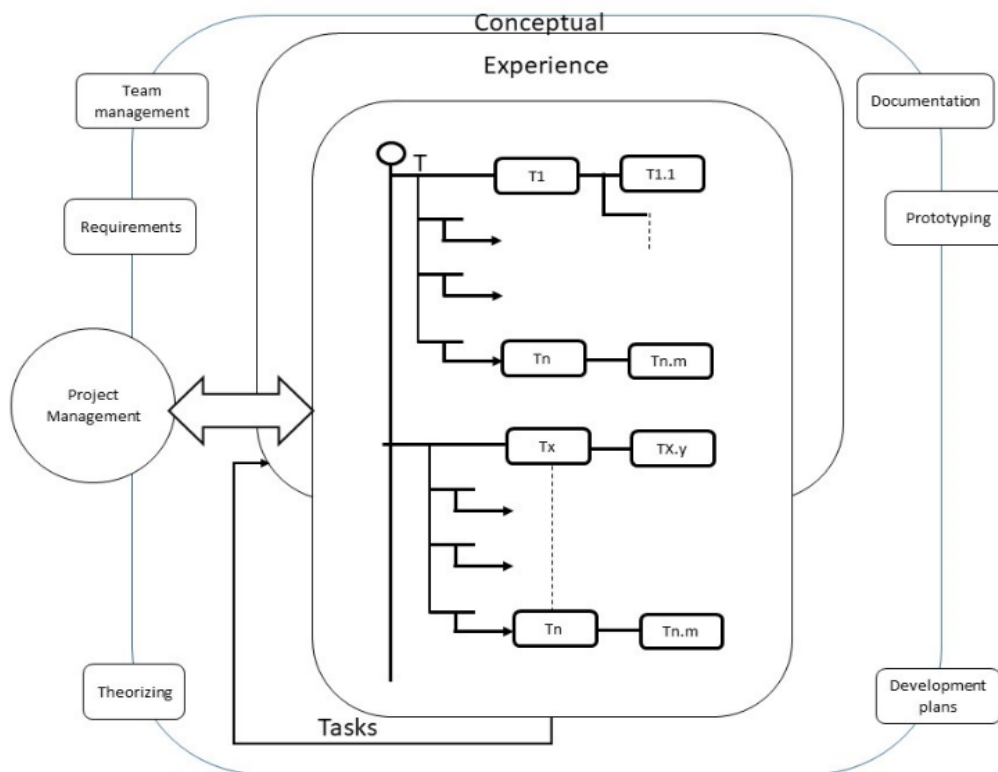 Conceptual
Experience
Team
management
Documentation
T
T1
T1.1
Requirements
Prototyping
Tn
Tn.m
Project
Management
Tx
TX.y
Tn
Tn.m
Theorizing
Development
plans
Tasks